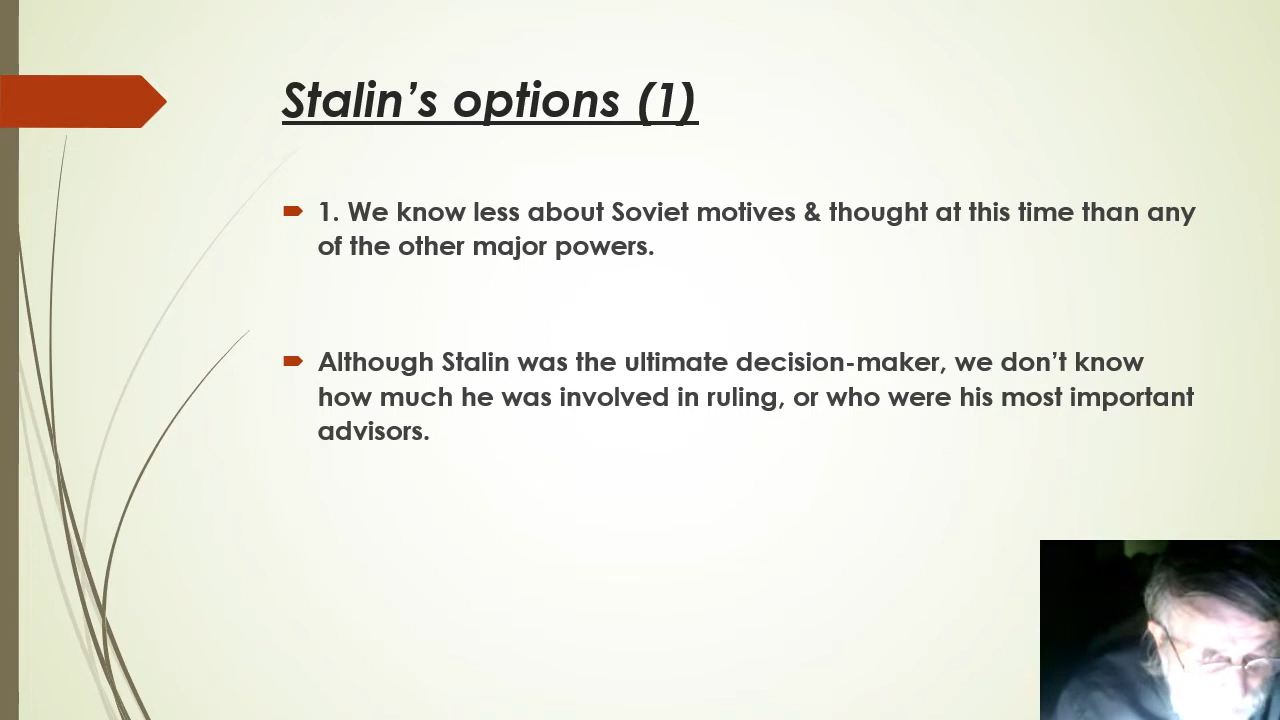 Stalin’s options (1)
1. We know less about Soviet motives & thought at this time than any
of the other major powers.
Although Stalin was the ultimate decision-maker, we don’t know
how much he was involved in ruling, or who were his most important
advisors.